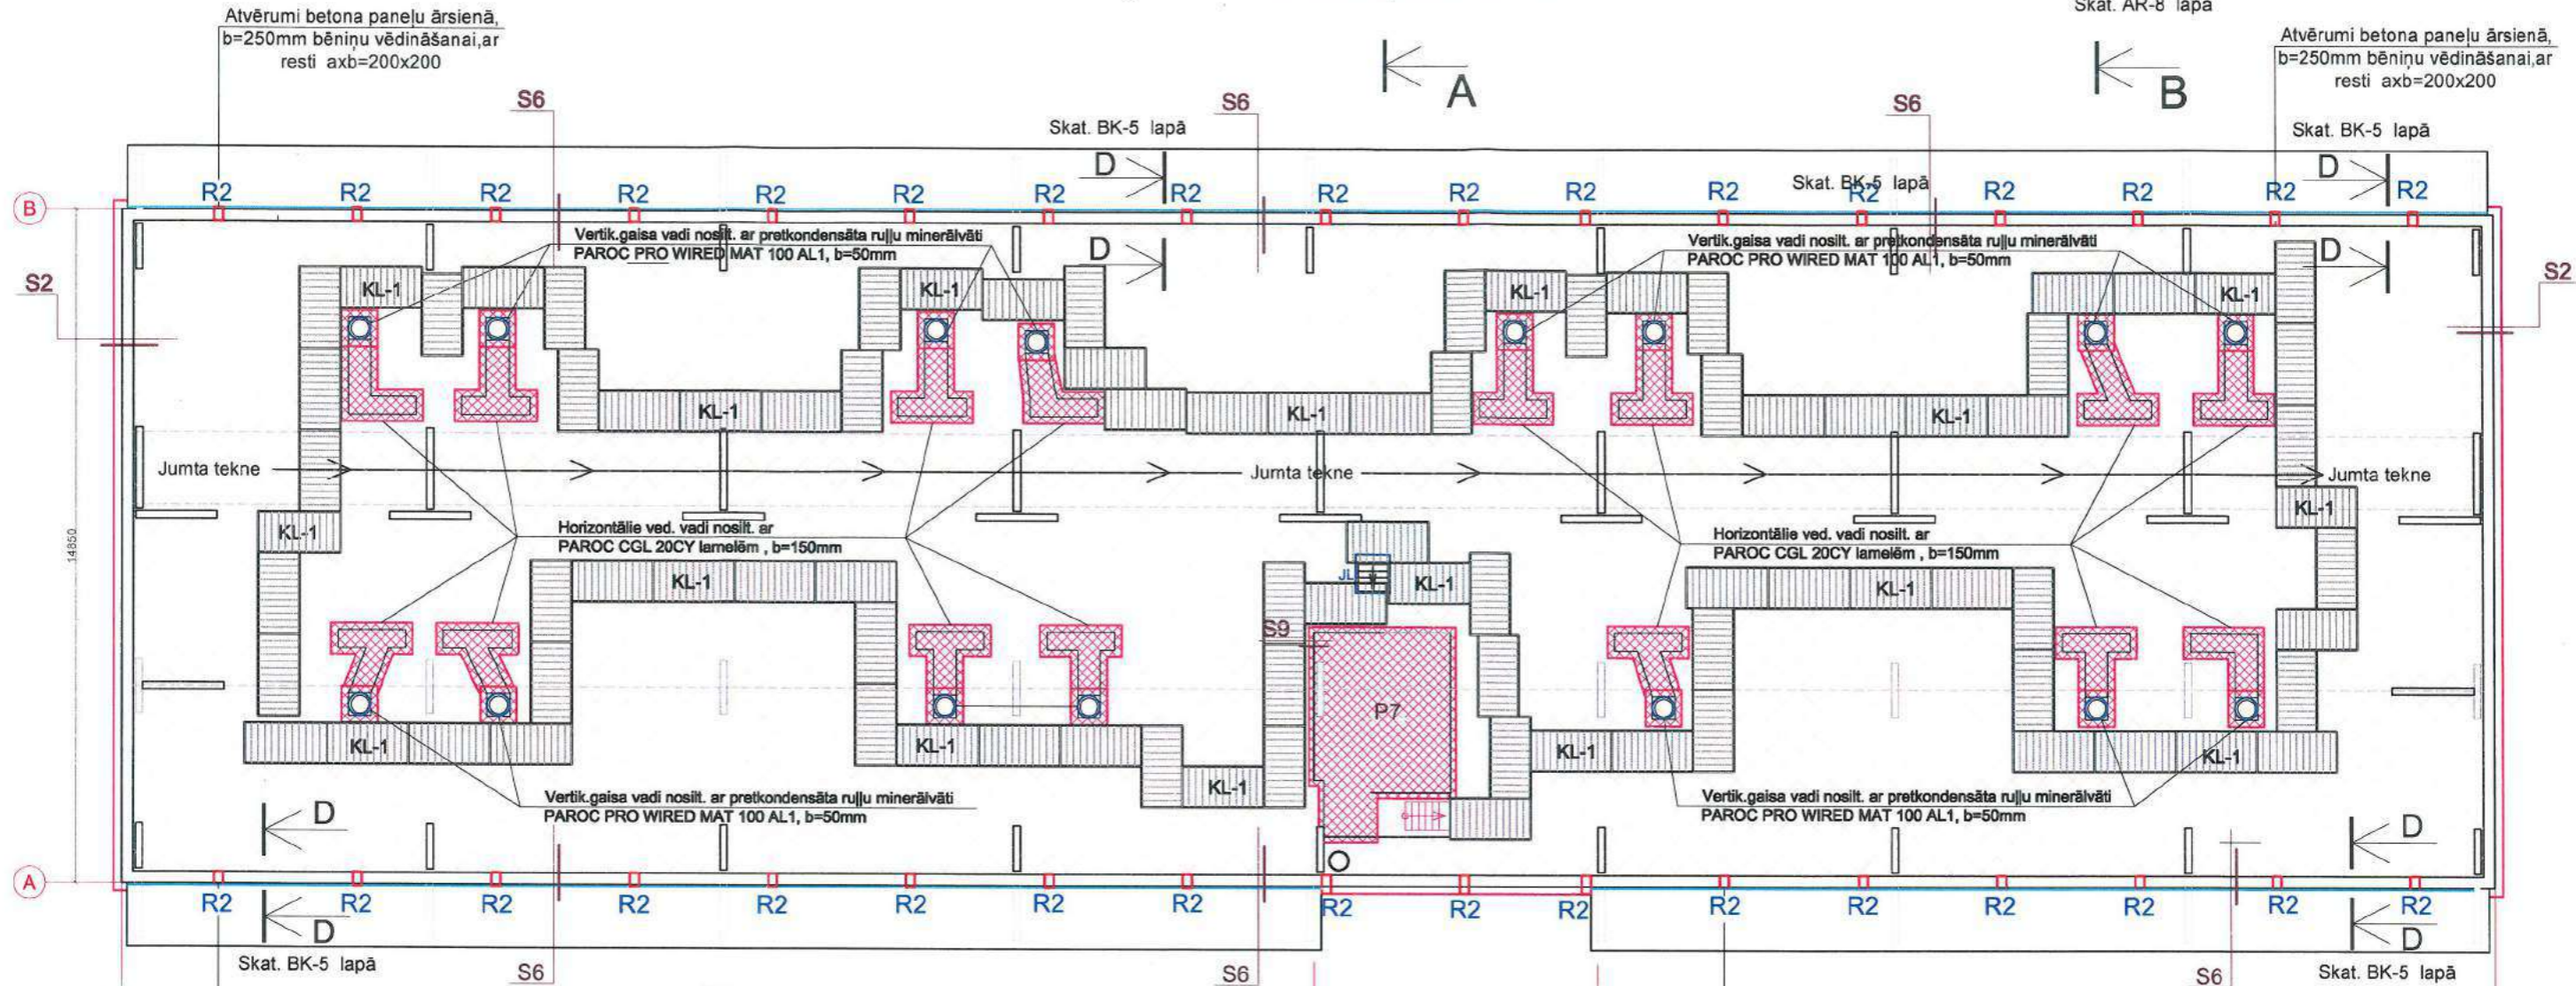 Skat. AR-8 lapā
Atvērumi betona paneļu ārsienā,
b=250mm bēniņu vēdināšanai,ar
resti axb=200x200
Atvērumi betona paneļu ārsienā,
b=250mm bēniņu vēdināšanai,ar
resti axb=200x200
A
B
S6
S6
S6
Skat. BK-5 lapā
Skat. BK-5 lapā
D
D
Skat. BK-5 lapā
B
R2 R2 R2 R2 R2 R2 R2 R2 R2 R2 R2 R2 R2 R2 R2 R2 R2
Vertik.gaisa vadi nosilt. ar pretkondensāta ruļļu minerālvāti
PAROC PRO WIRED MAT 100 AL1, b=50mm
Vertik.gaisa vadi nosilt. ar pretkondensāta ruļļu minerālvāti
PAROC PRO WIRED MAT 100 AL1, b=50mm
D
D
S2
S2
KL-1 KL-1 KL-1 KL-1
KL-1 KL-1 KL-1
Jumta tekne
Jumta tekne
Jumta tekne
KL-1
KL-1
14850
Horizontālie ved. vadi nosilt. ar
PAROC CGL 20CY lamelēm , b=150mm
Horizontālie ved. vadi nosilt. ar
PAROC CGL 20CY lamelēm , b=150mm
KL-1
JL
KL-1
KL-1
S9
P7
KL-1
KL-1
KL-1
KL-1
KL-1
Vertik.gaisa vadi nosilt. ar pretkondensāta ruļļu minerālvāti
PAROC PRO WIRED MAT 100 AL1, b=50mm
Vertik.gaisa vadi nosilt. ar pretkondensāta ruļļu minerālvāti
PAROC PRO WIRED MAT 100 AL1, b=50mm
D
D
A
R2 R2 R2 R2 R2 R2 R2 R2 R2 R2 R2 R2 R2 R2 R2 R2 R2
D
D
Skat. BK-5 lapā
S6
S6
S6
Skat. BK-5 lapā